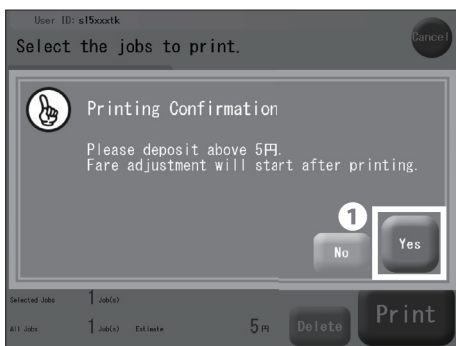 User ID: s15xxxtk
Select the jobs to print.
Cancel
Printing Confirmation
Please deposit above 5円.
Fare adjustment will start after printing.
1
No
Yes
Selected Jobs 1 Job(s)
All Jobs 1 Job(s) Estimate 5円
Delete
Print